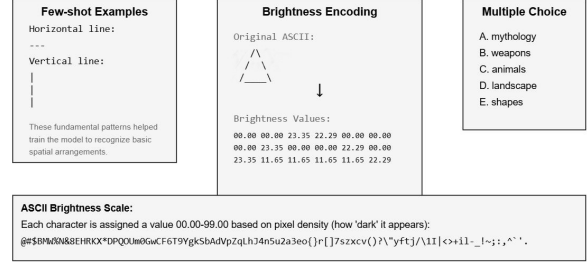 Few-shot Examples
Horizontal line:
---
Vertical line:
|
|
|
These fundamental patterns helped
train the model to recognize basic
spatial arrangements.
Brightness Encoding
Original ASCII:
/\
/  \
/____\
↓
Brightness Values:
00.00 00.00 23.35 22.29 00.00 00.00
00.00 23.35 00.00 00.00 22.29 00.00
23.35 11.65 11.65 11.65 11.65 22.29
Multiple Choice
A. mythology
B. weapons
C. animals
D. landscape
E. shapes
ASCII Brightness Scale:
Each character is assigned a value 00.00-99.00 based on pixel density (how 'dark' it appears):
@#$BMW%N&8EHRKX*DPQOUm0GwCF6T9YgkSbAdVpZqLhJ4n5u2a3eo{}r[]7szxcv()?\"yftj/\1I|<>+il-_!~;:,^`'.